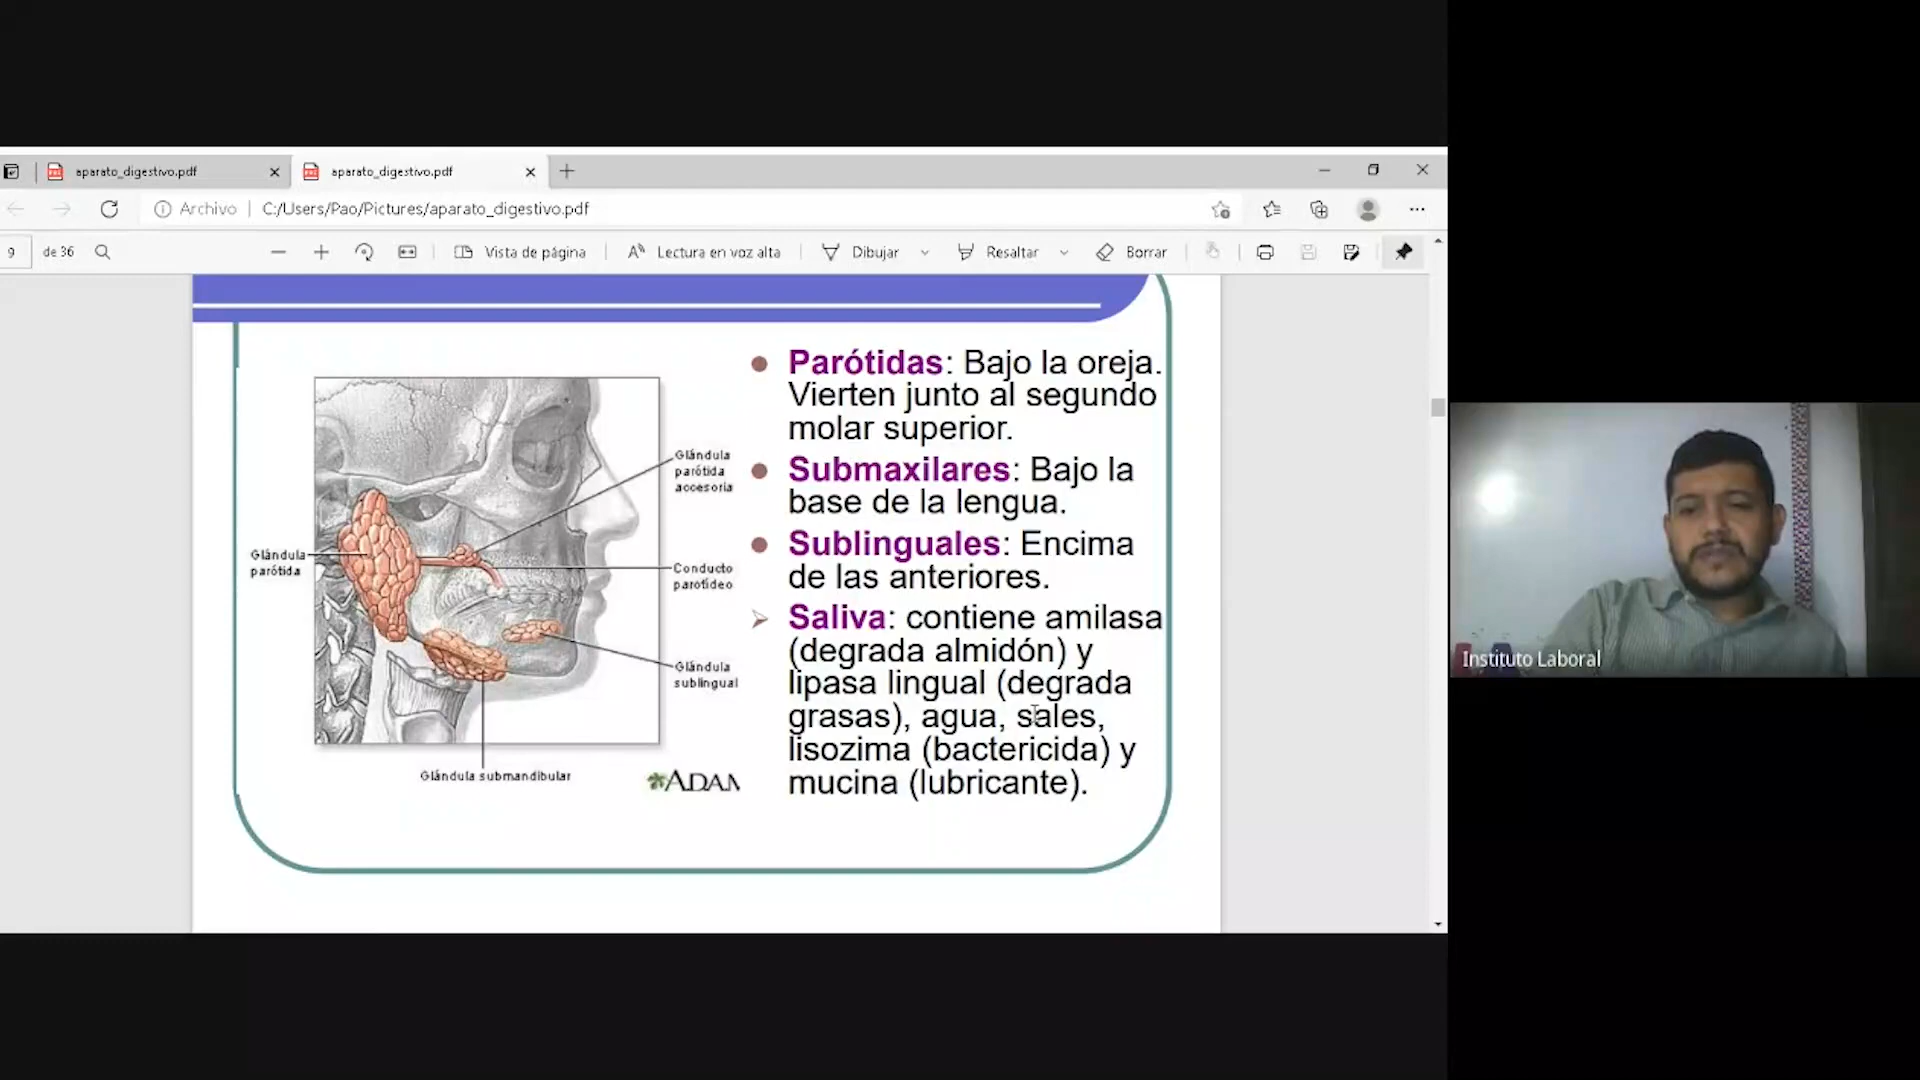 aparato_digestivo.pdf
aparato_digestivo.pdf
Archivo
C:/Users/Pao/Pictures/aparato_digestivo.pdf
9
de 36
Vista de página
Lectura en voz alta
Dibujar
Resaltar
Borrar
Glándula
parótida
accesoria
Glándula
parótida
Conducto
parotídeo
Glándula
sublingual
Glándula submandibular
ADAM
Parótidas: Bajo la oreja.
Vierten junto al segundo
molar superior.
Submaxilares: Bajo la
base de la lengua.
Sublinguales: Encima
de las anteriores.
Saliva: contiene amilasa
(degrada almidón) y
lipasa lingual (degrada
grasas), agua, sales,
lisozima (bactericida) y
mucina (lubricante).
Instituto Laboral